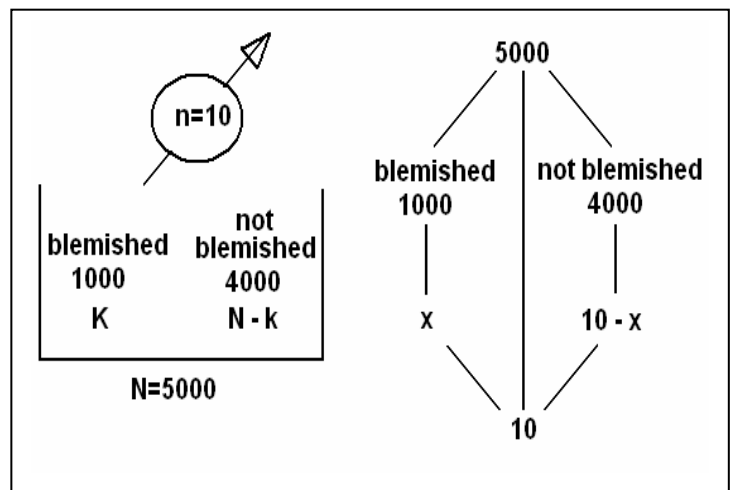 n=10
blemished
1000
K
not
blemished
4000
N - k
N=5000
5000
blemished
1000
not blemished
4000
x
10 - x
10